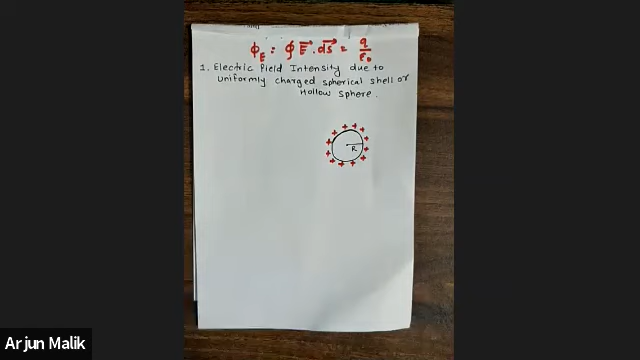 ϕE : ∮ E⃗ . ds⃗ = q/ε0
1. Electric Field Intensity due to
uniformly charged spherical shell or
Hollow sphere.
R
Arjun Malik